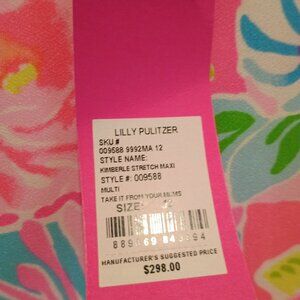 LILLY PULITZER
SKU#
009588 9992MA 12
STYLE NAME:
KIMBERLE STRETCH MAXI
STYLE #: 009588
MULTI
TAKE IT FROM YOUR MUMS
SIZE: 12
MANUFACTURER'S SUGGESTED PRICE
$298.00